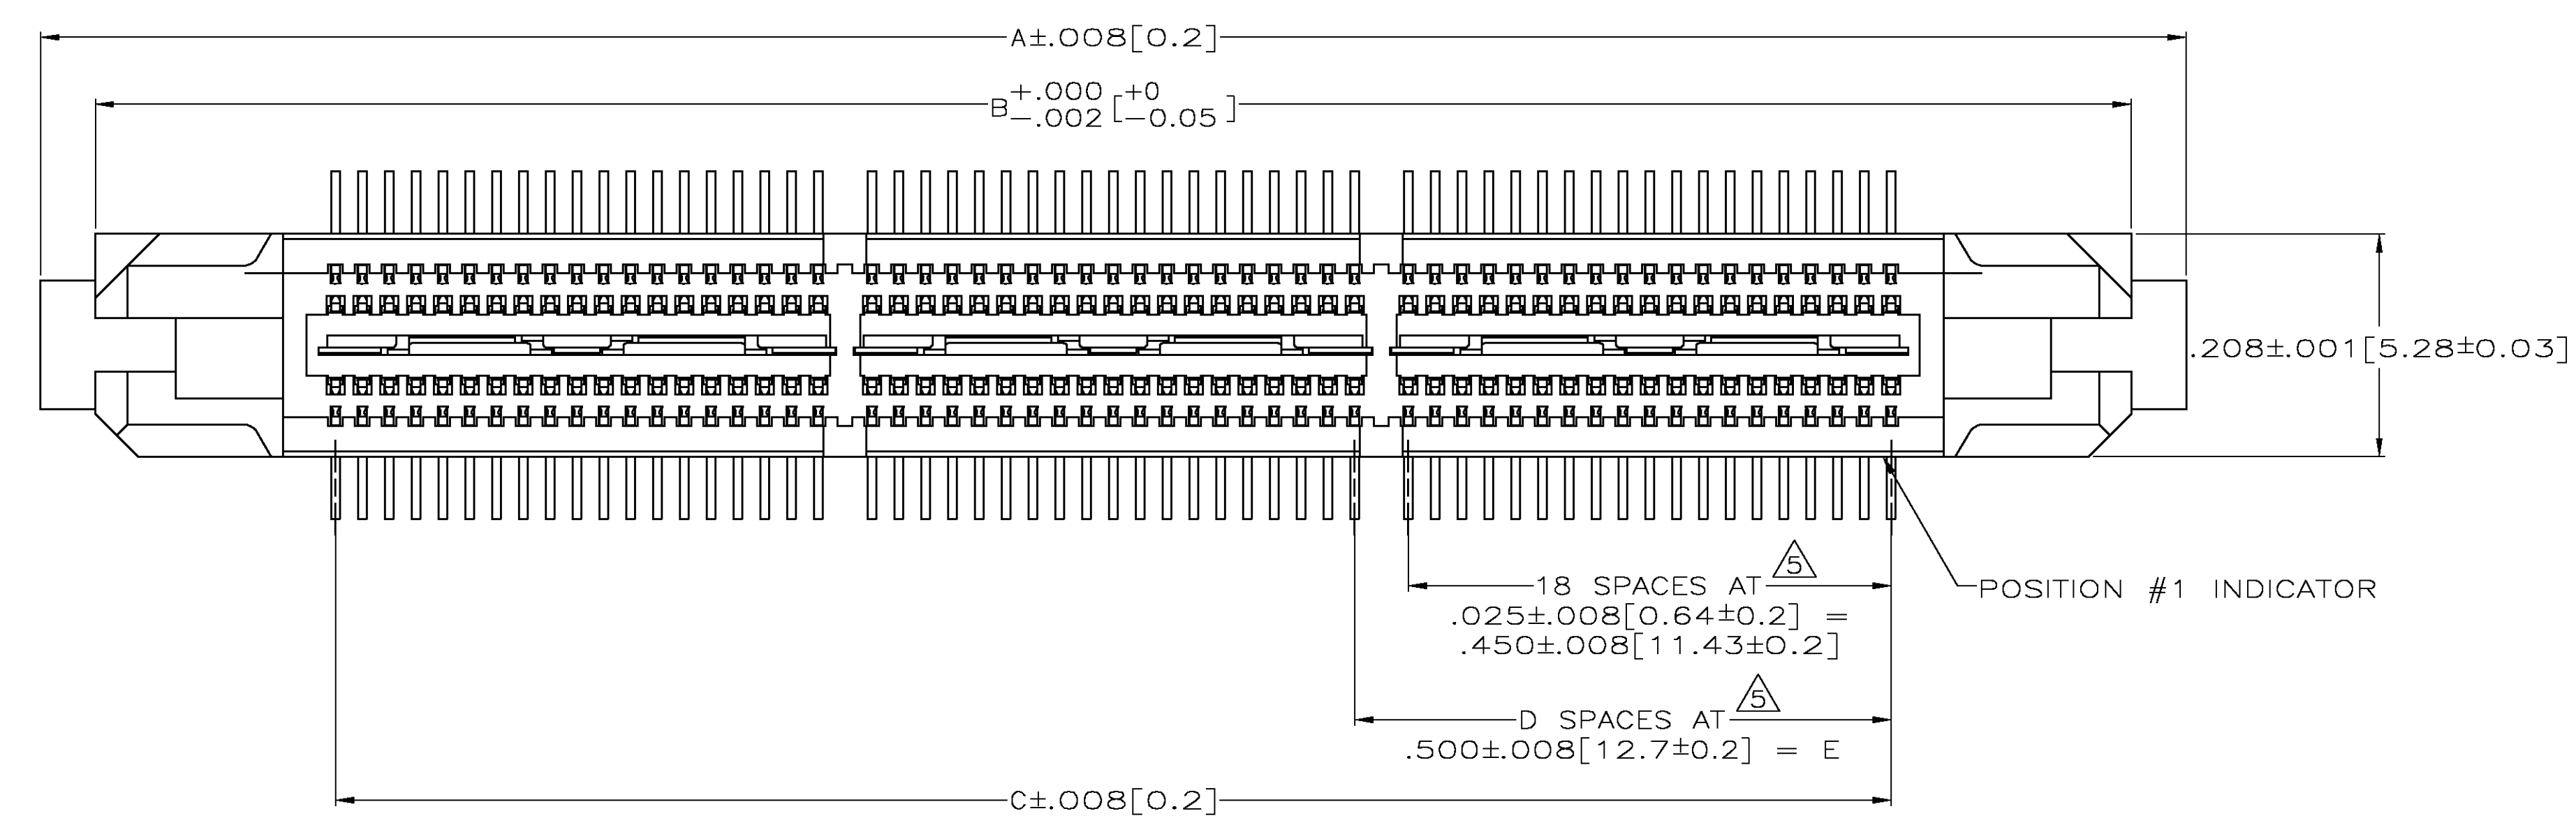 A±.008[0.2]
B +.000 -.002 [ +0 -0.05 ]
.208±.001[5.28±0.03]
5
18 SPACES AT
.025±.008[0.64±0.2] =
.450±.008[11.43±0.2]
POSITION #1 INDICATOR
5
D SPACES AT
.500±.008[12.7±0.2] = E
C±.008[0.2]